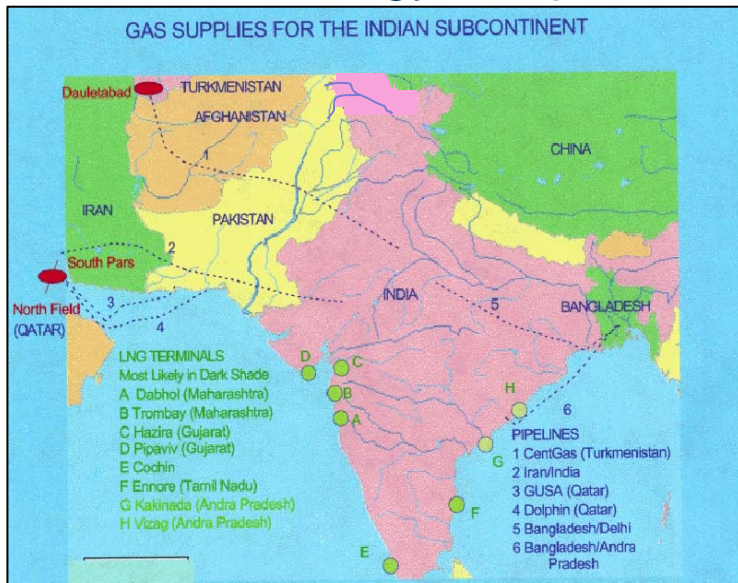 GAS SUPPLIES FOR THE INDIAN SUBCONTINENT
Dauletabad
TURKMENISTAN
AFGHANISTAN
1
CHINA
IRAN
PAKISTAN
2
South Pars
3
North Field
(QATAR)
4
INDIA
5
BANGLADESH
LNG TERMINALS
Most Likely in Dark Shade
A Dabhol (Maharashtra)
B Trombay (Maharashtra)
C Hazira (Gujarat)
D Pipaviv (Gujarat)
E Cochin
F Ennore (Tamil Nadu)
G Kakinada (Andra Pradesh)
H Vizag (Andra Pradesh)
D
C
B
A
H
6
G
F
E
PIPELINES
1 CentGas (Turkmenistan)
2 Iran/India
3 GUSA (Qatar)
4 Dolphin (Qatar)
5 Bangladesh/Delhi
6 Bangladesh/Andra
Pradesh